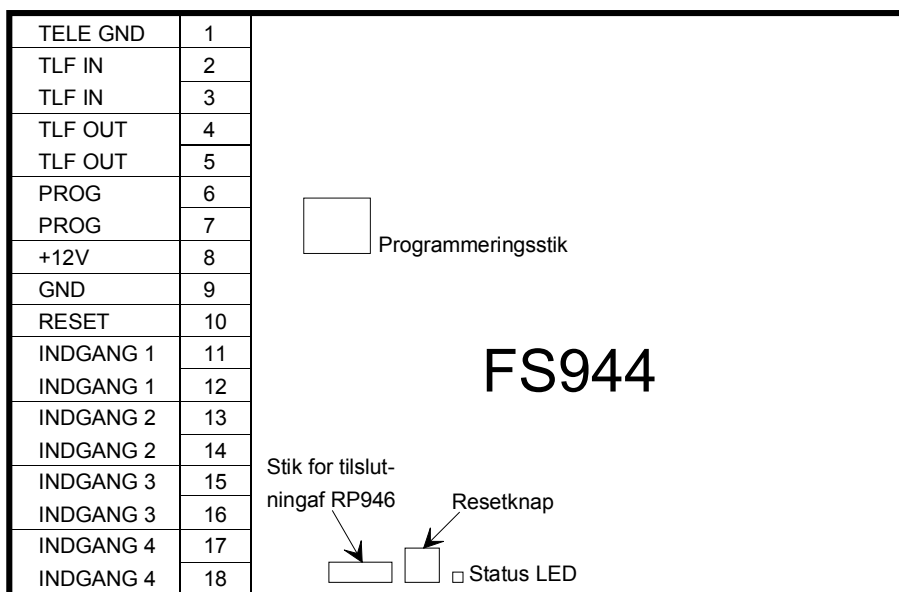 TELE GND 1
TLF IN 2
TLF IN 3
TLF OUT 4
TLF OUT 5
PROG 6
PROG 7
+12V 8
GND 9
RESET 10
INDGANG 1 11
INDGANG 1 12
INDGANG 2 13
INDGANG 2 14
INDGANG 3 15
INDGANG 3 16
INDGANG 4 17
INDGANG 4 18
Programmeringsstik
FS944
Stik for tilslut-
ningaf RP946
Resetknap
Status LED